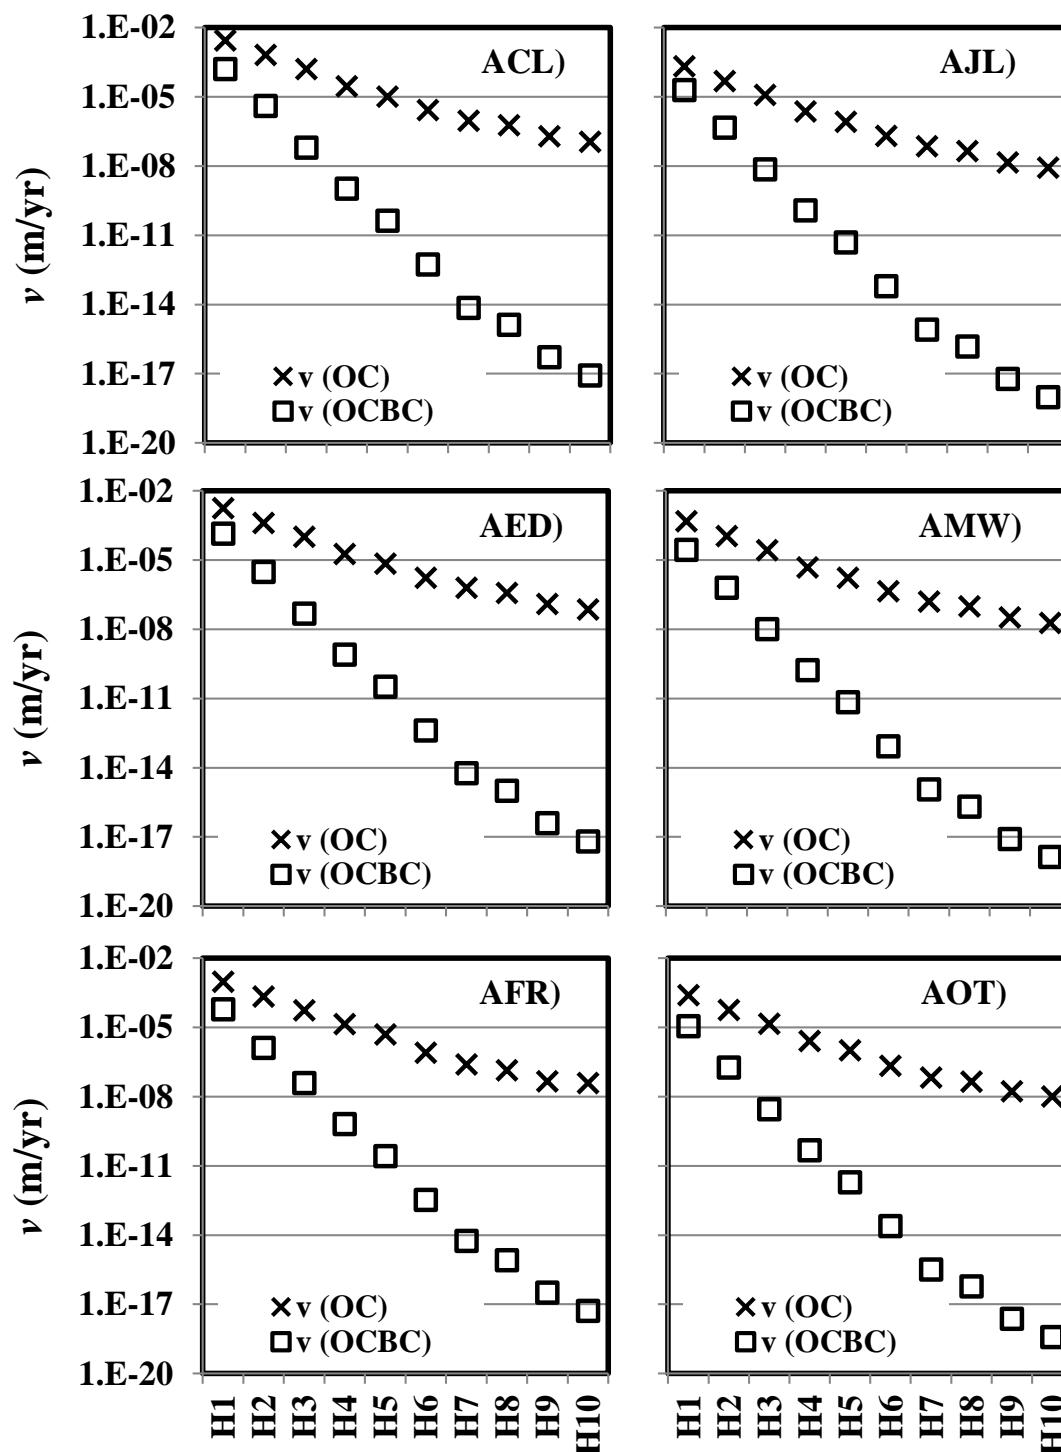 1.E-02
1.E-05
1.E-08
1.E-11
1.E-14
1.E-17
1.E-20
v (m/yr)
ACL)
v (OC)
v (OCBC)
AJL)
v (OC)
v (OCBC)
1.E-02
1.E-05
1.E-08
1.E-11
1.E-14
1.E-17
1.E-20
v (m/yr)
AED)
v (OC)
v (OCBC)
AMW)
v (OC)
v (OCBC)
1.E-02
1.E-05
1.E-08
1.E-11
1.E-14
1.E-17
1.E-20
v (m/yr)
AFR)
v (OC)
v (OCBC)
AOT)
v (OC)
v (OCBC)
H1 H2 H3 H4 H5 H6 H7 H8 H9 H10
H1 H2 H3 H4 H5 H6 H7 H8 H9 H10